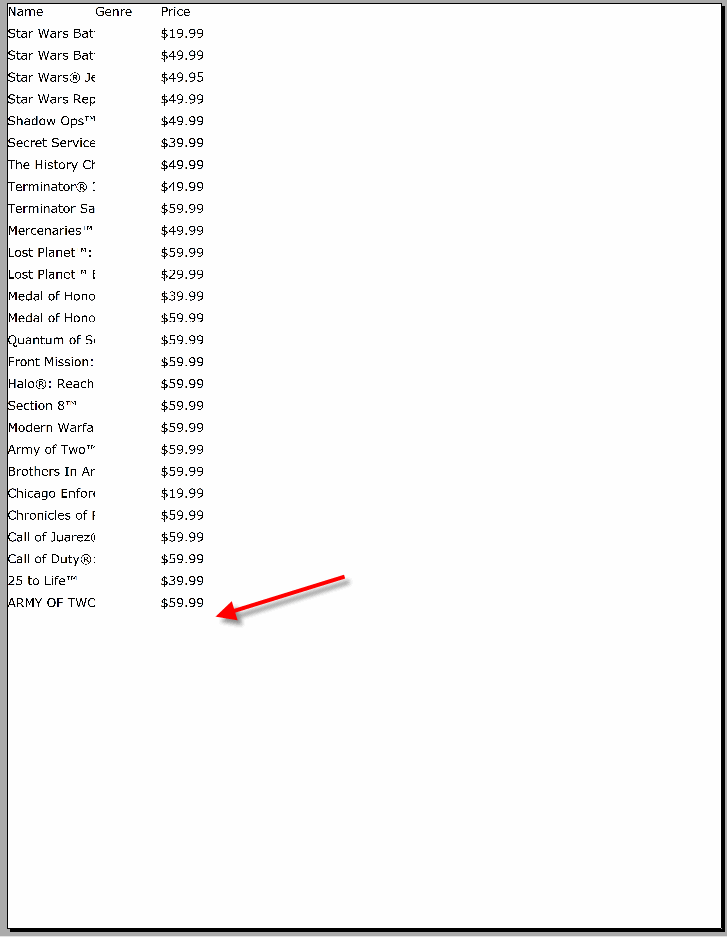 Name Genre Price
Star Wars Bat $19.99
Star Wars Bat $49.99
Star Wars® Je $49.95
Star Wars Rep $49.99
Shadow Ops™ $49.99
Secret Service $39.99
The History Ch $49.99
Terminator® $49.99
Terminator Sa $59.99
Mercenaries™ $49.99
Lost Planet ™: $59.99
Lost Planet ™ E $29.99
Medal of Hono $39.99
Medal of Hono $59.99
Quantum of S $59.99
Front Mission: $59.99
Halo®: Reach $59.99
Section 8™ $59.99
Modern Warfa $59.99
Army of Two™ $59.99
Brothers In Ar $59.99
Chicago Enfor $19.99
Chronicles of $59.99
Call of Juarez® $59.99
Call of Duty®: $59.99
25 to Life™ $39.99
ARMY OF TWO $59.99